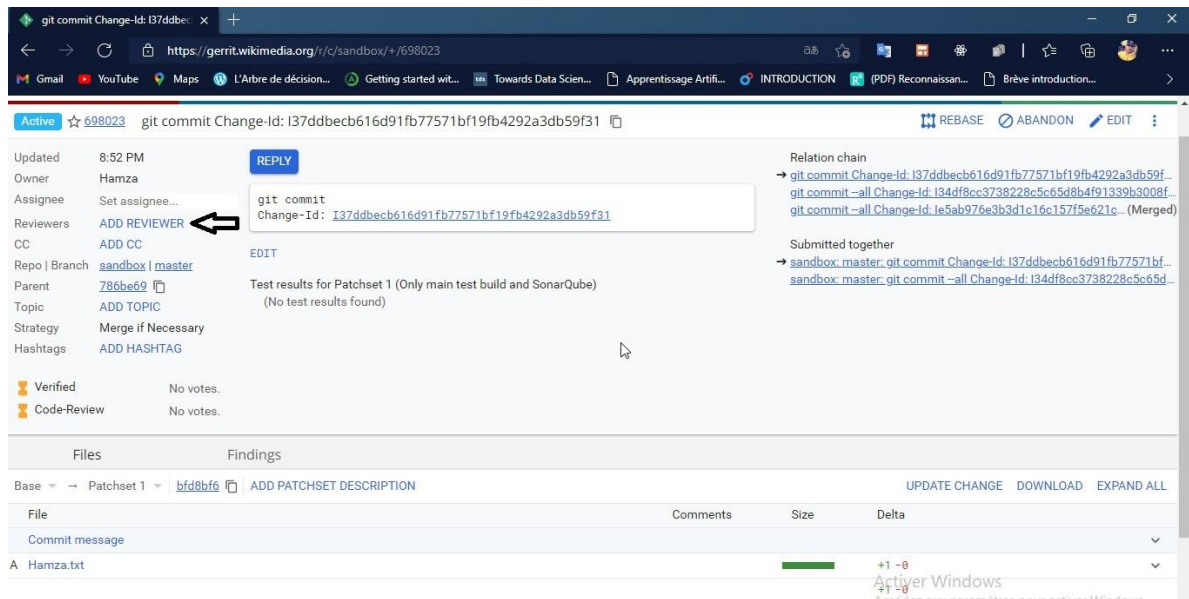 git commit Change-Id: I37ddbec
https://gerrit.wikimedia.org/r/c/sandbox/+/698023
Gmail YouTube Maps L'Arbre de décision... Getting started wit... Towards Data Scien... Apprentissage Artifi... INTRODUCTION (PDF) Reconnaissan... Brève introduction...
Active 698023 git commit Change-Id: I37ddbecb616d91fb77571bf19fb4292a3db59f31 REBASE ABANDON EDIT
Updated 8:52 PM
Owner Hamza
Assignee Set assignee...
Reviewers ADD REVIEWER
CC ADD CC
Repo | Branch sandbox | master
Parent 786be69
Topic ADD TOPIC
Strategy Merge if Necessary
Hashtags ADD HASHTAG
Verified No votes.
Code-Review No votes.
REPLY
git commit
Change-Id: I37ddbecb616d91fb77571bf19fb4292a3db59f31
EDIT
Test results for Patchset 1 (Only main test build and SonarQube)
(No test results found)
Relation chain
→ git commit Change-Id: I37ddbecb616d91fb77571bf19fb4292a3db59f...
git commit –all Change-Id: I34df8cc3738228c5c65d8b4f91339b3008f...
git commit –all Change-Id: Ie5ab976e3b3d1c16c157f5e621c... (Merged)
Submitted together
→ sandbox: master: git commit Change-Id: I37ddbecb616d91fb77571bf...
sandbox: master: git commit –all Change-Id: I34df8cc3738228c5c65d...
Files Findings
Base → Patchset 1 bfd8bf6 ADD PATCHSET DESCRIPTION UPDATE CHANGE DOWNLOAD EXPAND ALL
File Comments Size Delta
Commit message
A Hamza.txt +1 -0
Activer Windows
+1 -0